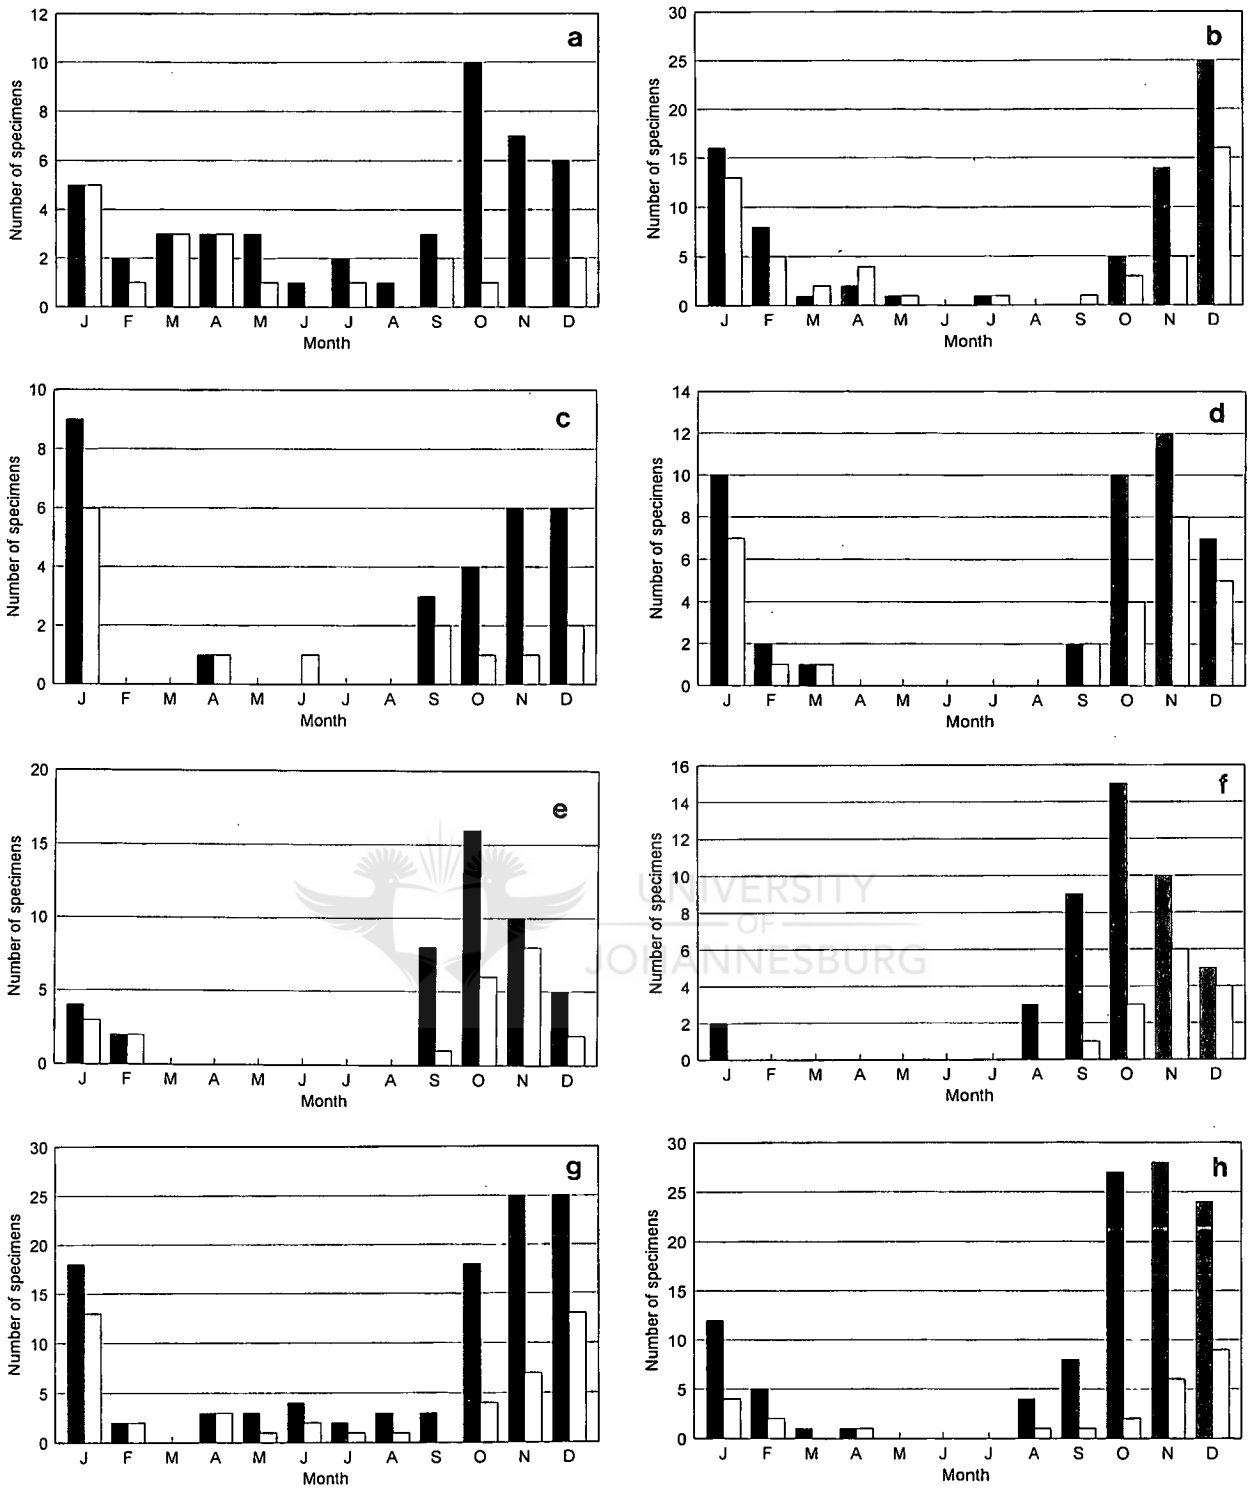 a
Number of specimens
12
10
8
6
4
2
0
J F M A M J J A S O N D
Month
b
Number of specimens
30
25
20
15
10
5
0
J F M A M J J A S O N D
Month
c
Number of specimens
10
8
6
4
2
0
J F M A M J J A S O N D
Month
d
Number of specimens
14
12
10
8
6
4
2
0
J F M A M J J A S O N D
Month
e
Number of specimens
20
15
10
5
0
J F M A M J J A S O N D
Month
f
Number of specimens
16
14
12
10
8
6
4
2
0
J F M A M J J A S O N D
Month
UNIVERSITY
OF
JOHANNESBURG
g
Number of specimens
30
25
20
15
10
5
0
J F M A M J J A S O N D
Month
h
Number of specimens
30
25
20
15
10
5
0
J F M A M J J A S O N D
Month